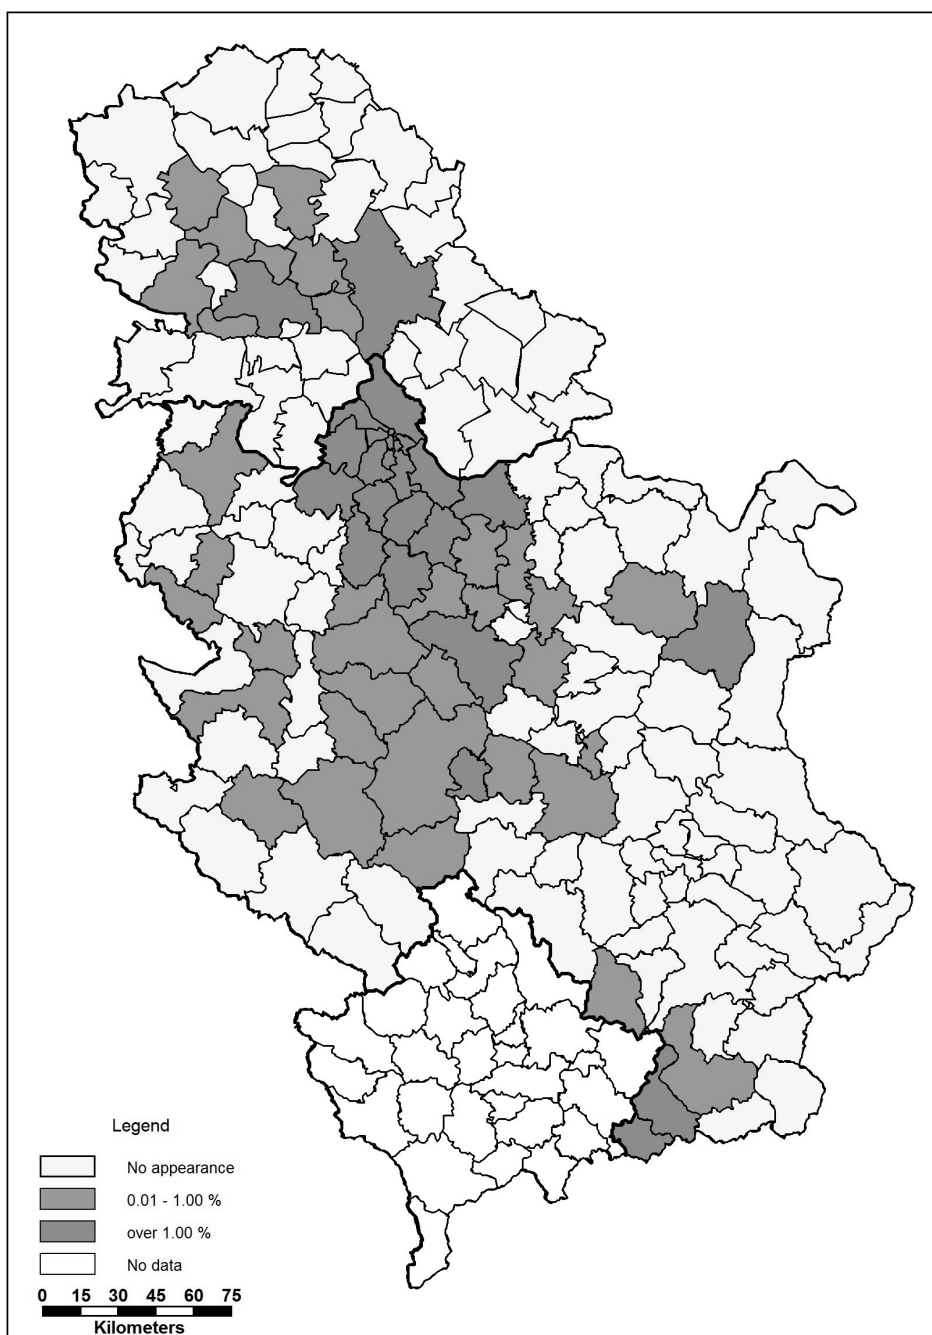 Legend
No appearance
0.01 - 1.00 %
over 1.00 %
No data
0 15 30 45 60 75
Kilometers